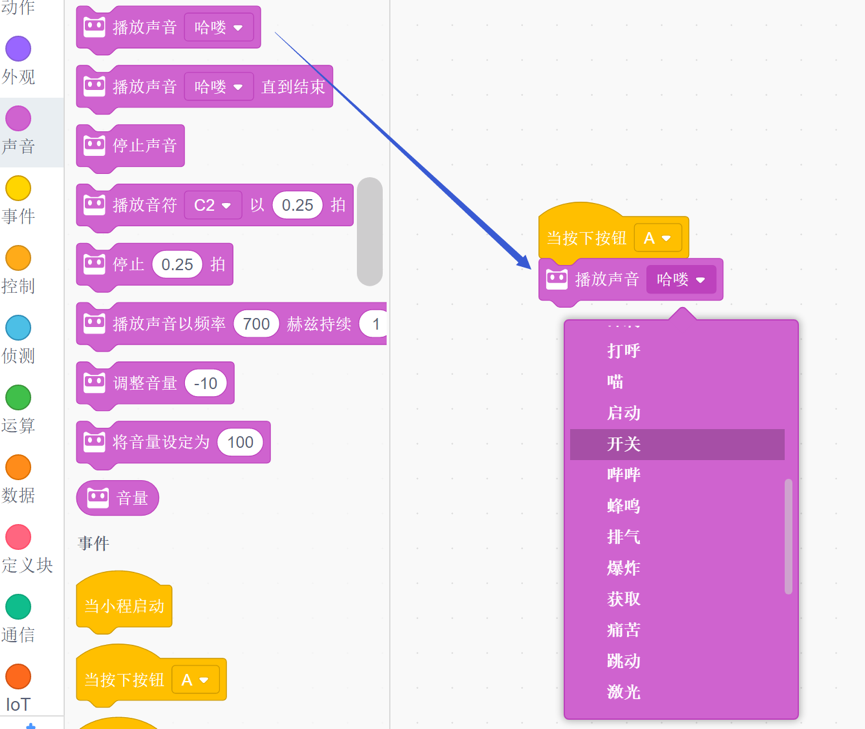 动作
外观
声音
事件
控制
侦测
运算
数据
定义块
通信
IoT
播放声音 哈喽
播放声音 哈喽 直到结束
停止声音
播放音符 C2 以 0.25 拍
停止 0.25 拍
播放声音以频率 700 赫兹持续 1
调整音量 -10
将音量设定为 100
音量
事件
当小程启动
当按下按钮 A
当按下按钮 A
播放声音 哈喽
打呼
喵
启动
开关
哔哔
蜂鸣
排气
爆炸
获取
痛苦
跳动
激光